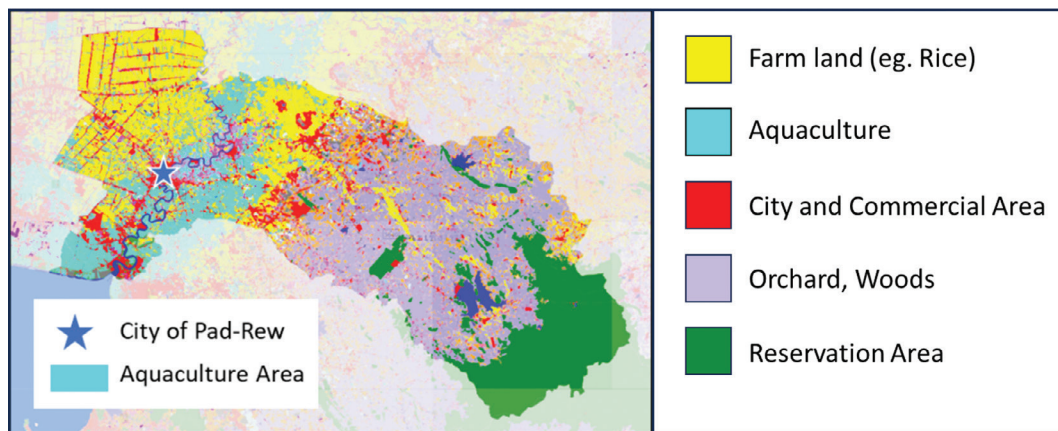 City of Pad-Rew
Aquaculture Area
Farm land (eg. Rice)
Aquaculture
City and Commercial Area
Orchard, Woods
Reservation Area